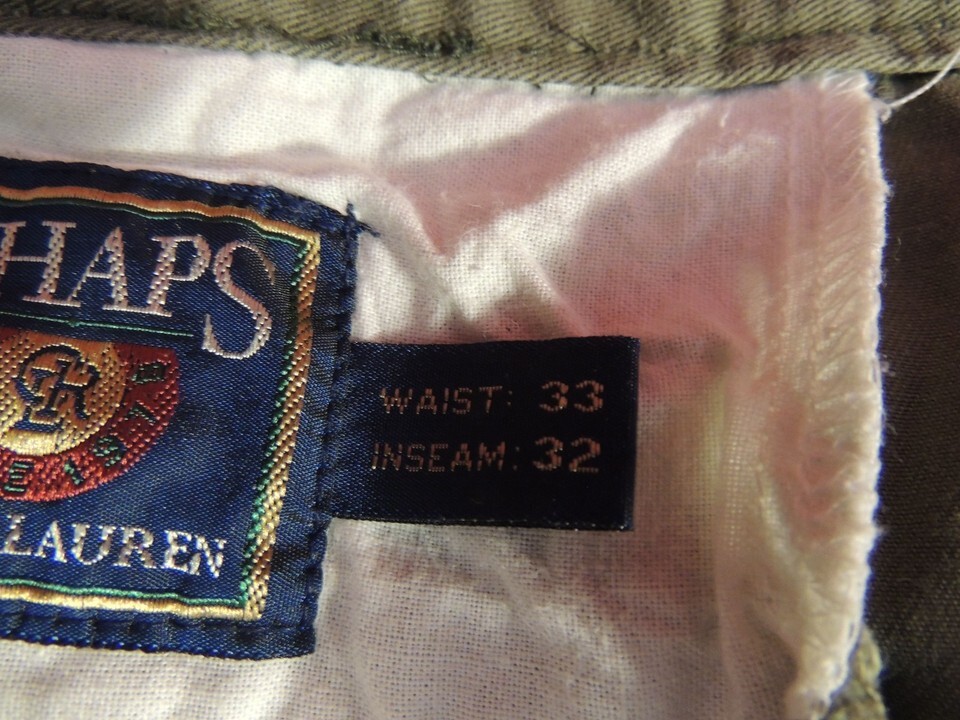 HAPS
LAUREN
WAIST: 33
INSEAM: 32